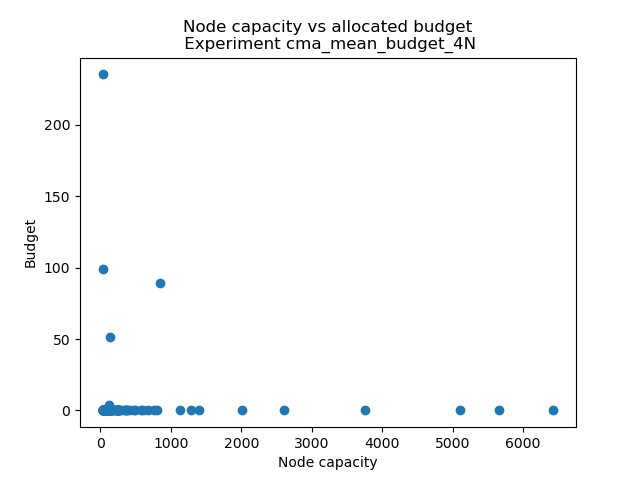 Node capacity vs allocated budget
Experiment cma_mean_budget_4N
200
150
100
50
0
Budget
0 1000 2000 3000 4000 5000 6000
Node capacity